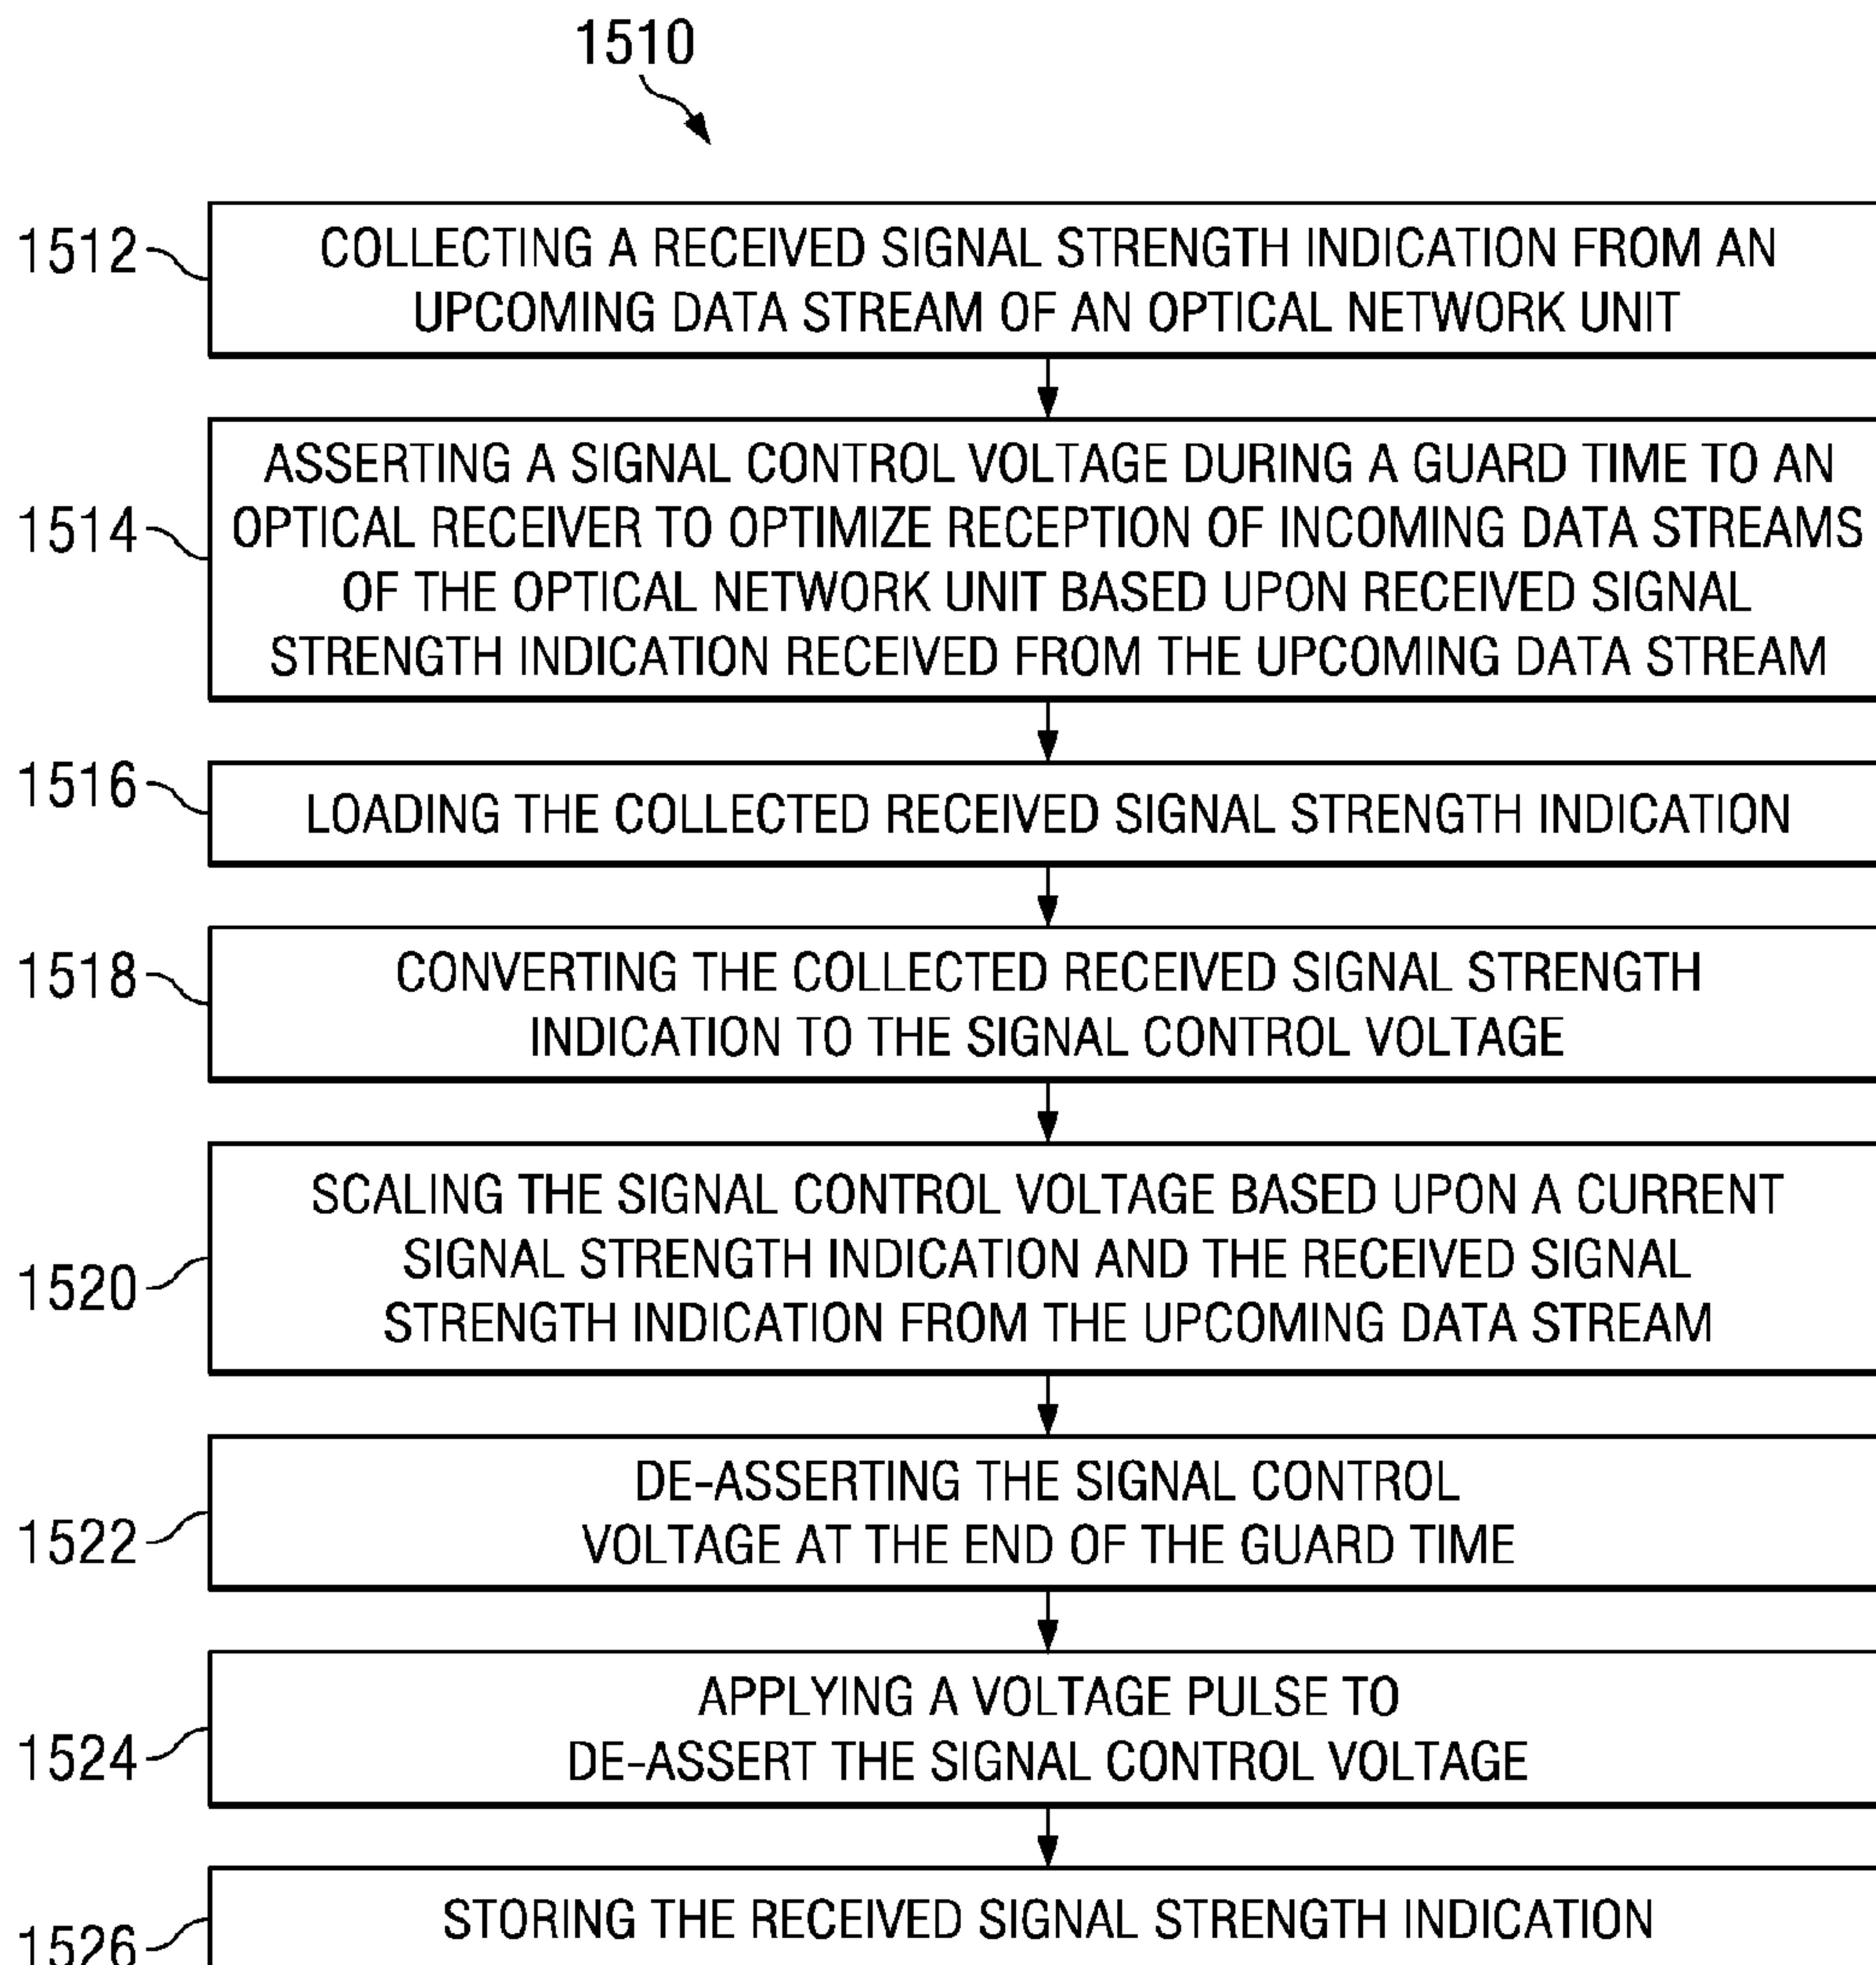 1510
1512
COLLECTING A RECEIVED SIGNAL STRENGTH INDICATION FROM AN
UPCOMING DATA STREAM OF AN OPTICAL NETWORK UNIT
1514
ASSERTING A SIGNAL CONTROL VOLTAGE DURING A GUARD TIME TO AN
OPTICAL RECEIVER TO OPTIMIZE RECEPTION OF INCOMING DATA STREAMS
OF THE OPTICAL NETWORK UNIT BASED UPON RECEIVED SIGNAL
STRENGTH INDICATION RECEIVED FROM THE UPCOMING DATA STREAM
1516
LOADING THE COLLECTED RECEIVED SIGNAL STRENGTH INDICATION
1518
CONVERTING THE COLLECTED RECEIVED SIGNAL STRENGTH
INDICATION TO THE SIGNAL CONTROL VOLTAGE
1520
SCALING THE SIGNAL CONTROL VOLTAGE BASED UPON A CURRENT
SIGNAL STRENGTH INDICATION AND THE RECEIVED SIGNAL
STRENGTH INDICATION FROM THE UPCOMING DATA STREAM
1522
DE-ASSERTING THE SIGNAL CONTROL
VOLTAGE AT THE END OF THE GUARD TIME
1524
APPLYING A VOLTAGE PULSE TO
DE-ASSERT THE SIGNAL CONTROL VOLTAGE
1526
STORING THE RECEIVED SIGNAL STRENGTH INDICATION